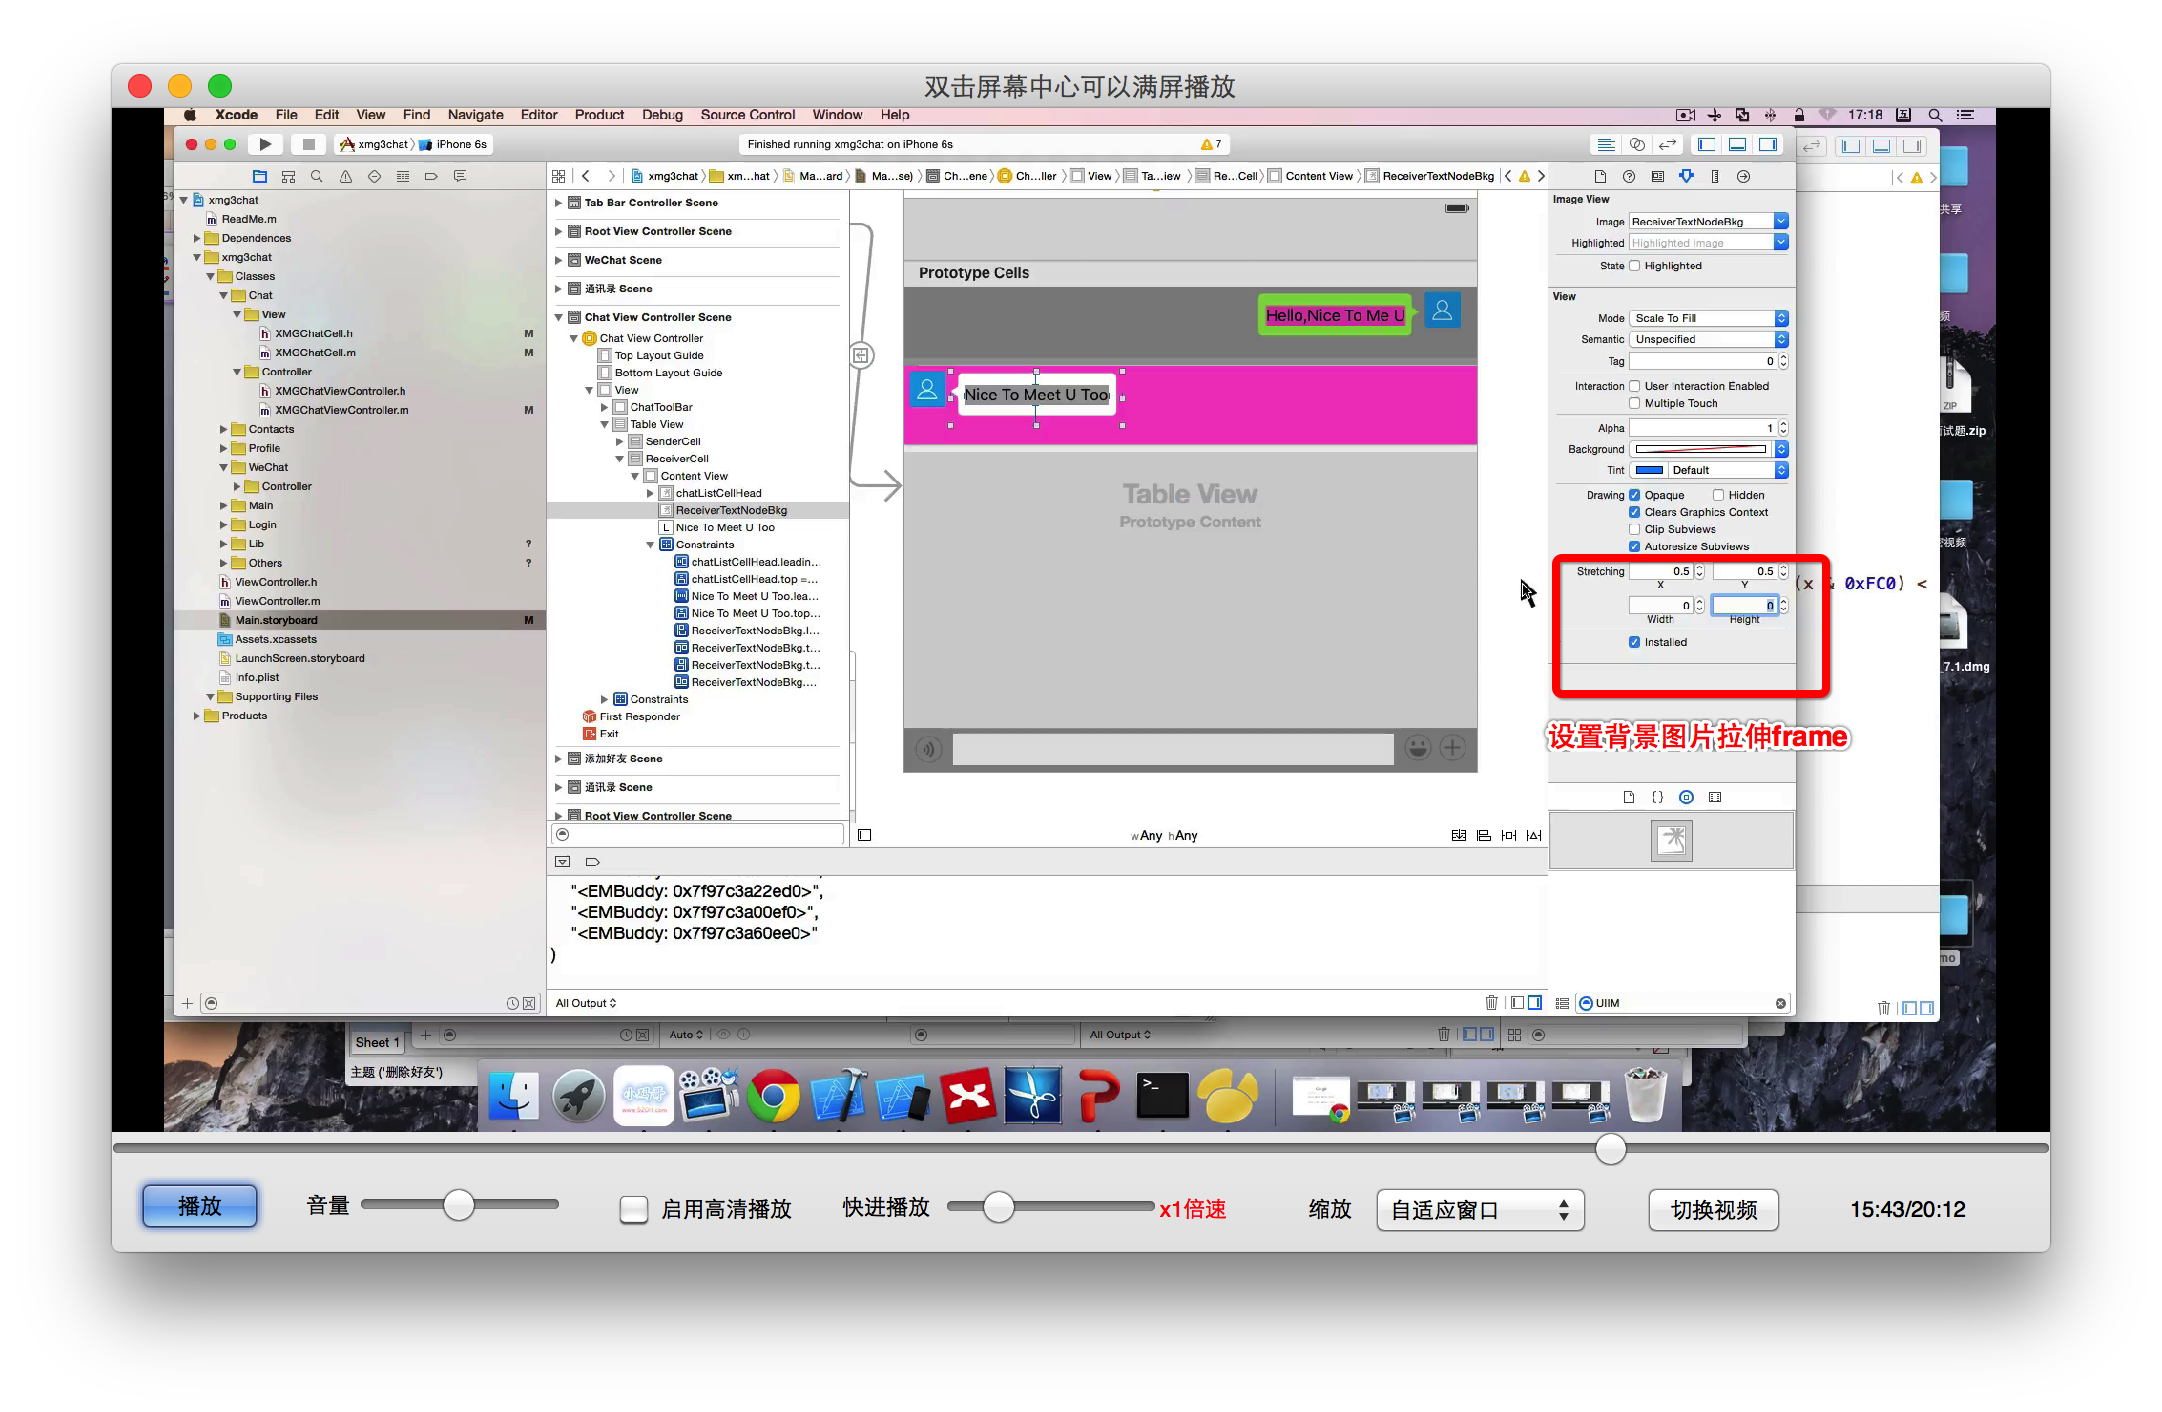 双击屏幕中心可以满屏播放
Xcode File Edit View Find Navigate Editor Product Debug Source Control Window Help
17:18
xmg3chat iPhone 6s
Finished running xmg3chat on iPhone 6s
7
xmg3chat xm...hat Ma...ard Ma...se) Ch...ene Ch...ller View Ta...iew Re...Cell Content View ReceiverTextNodeBkg
xmg3chat
ReadMe.m
Dependences
xmg3chat
Classes
Chat
View
XMGChatCell.h M
XMGChatCell.m M
Controller
XMGChatViewController.h
XMGChatViewController.m M
Contacts
Profile
WeChat
Controller
Main
Login
Lib ?
Others ?
ViewController.h
ViewController.m
Main.storyboard M
Assets.xcassets
LaunchScreen.storyboard
Info.plist
Supporting Files
Products
Tab Bar Controller Scene
Root View Controller Scene
WeChat Scene
通讯录 Scene
Chat View Controller Scene
Chat View Controller
Top Layout Guide
Bottom Layout Guide
View
ChatToolBar
Table View
SenderCell
ReceiverCell
Content View
chatListCellHead
ReceiverTextNodeBkg
L Nice To Meet U Too
Constraints
chatListCellHead.leadin...
chatListCellHead.top =...
Nice To Meet U Too.lea...
Nice To Meet U Too.top...
ReceiverTextNodeBkg.l...
ReceiverTextNodeBkg.t...
ReceiverTextNodeBkg.t...
ReceiverTextNodeBkg....
Constraints
First Responder
Exit
添加好友 Scene
通讯录 Scene
Root View Controller Scene
Prototype Cells
Hello,Nice To Me U
Nice To Meet U Too
Table View
Prototype Content
wAny hAny
Image View
Image ReceiverTextNodeBkg
Highlighted Highlighted Image
State Highlighted
View
Mode Scale To Fill
Semantic Unspecified
Tag 0
Interaction User Interaction Enabled
Multiple Touch
Alpha 1
Background
Tint Default
Drawing Opaque Hidden
Clears Graphics Context
Clip Subviews
Autoresize Subviews
Stretching 0.5 0.5
X Y
0 0
Width Height
Installed
设置背景图片拉伸frame
(x & 0xFC0) <
共享
ZIP
试题.zip
视频
7.1.dmg
mo
"<EMBuddy: 0x7f97c3a22ed0>",
"<EMBuddy: 0x7f97c3a00ef0>",
"<EMBuddy: 0x7f97c3a60ee0>"
)
All Output
UIIM
Sheet 1
Auto
All Output
主题 ('删除好友')
播放
音量
启用高清播放
快进播放
x1倍速
缩放
自适应窗口
切换视频
15:43/20:12